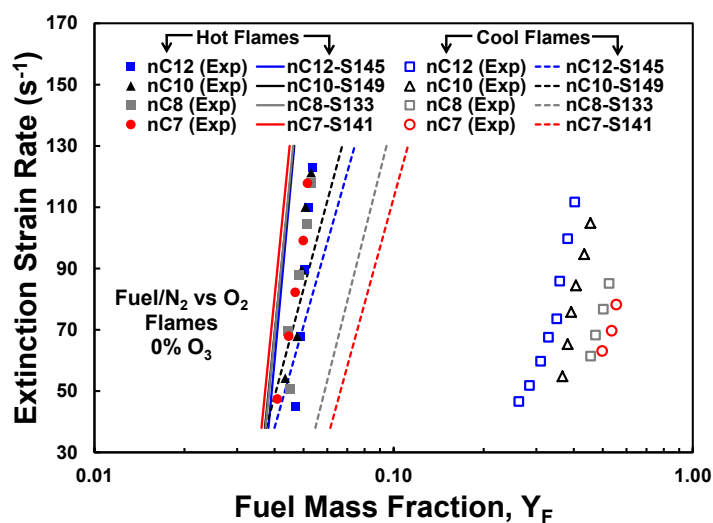 Extinction Strain Rate (s⁻¹)
170
150
130
110
90
70
50
30
Hot Flames
Cool Flames
nC12 (Exp) nC12-S145 nC12 (Exp) nC12-S145
nC10 (Exp) nC10-S149 nC10 (Exp) nC10-S149
nC8 (Exp) nC8-S133 nC8 (Exp) nC8-S133
nC7 (Exp) nC7-S141 nC7 (Exp) nC7-S141
Fuel/N₂ vs O₂
Flames
0% O₃
0.01 0.10 1.00
Fuel Mass Fraction, Y_F